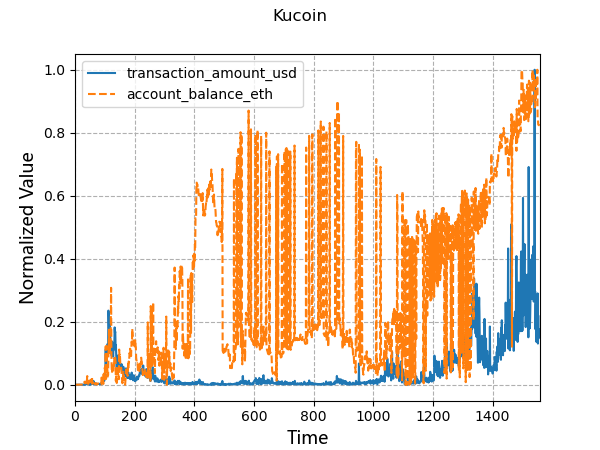 Kucoin
transaction_amount_usd
account_balance_eth
Normalized Value
1.0
0.8
0.6
0.4
0.2
0.0
0 200 400 600 800 1000 1200 1400
Time